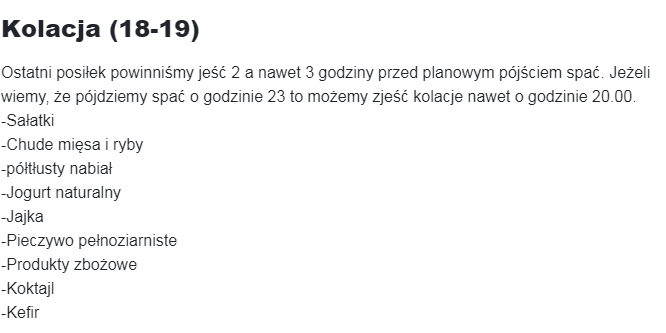 Kolacja (18-19)
Ostatni posiłek powinniśmy jeść 2 a nawet 3 godziny przed planowym pójściem spać. Jeżeli
wiemy, że pójdziemy spać o godzinie 23 to możemy zjeść kolacje nawet o godzinie 20.00.
-Sałatki
-Chude mięsa i ryby
-półtłusty nabiał
-Jogurt naturalny
-Jajka
-Pieczywo pełnoziarniste
-Produkty zbożowe
-Koktajl
-Kefir